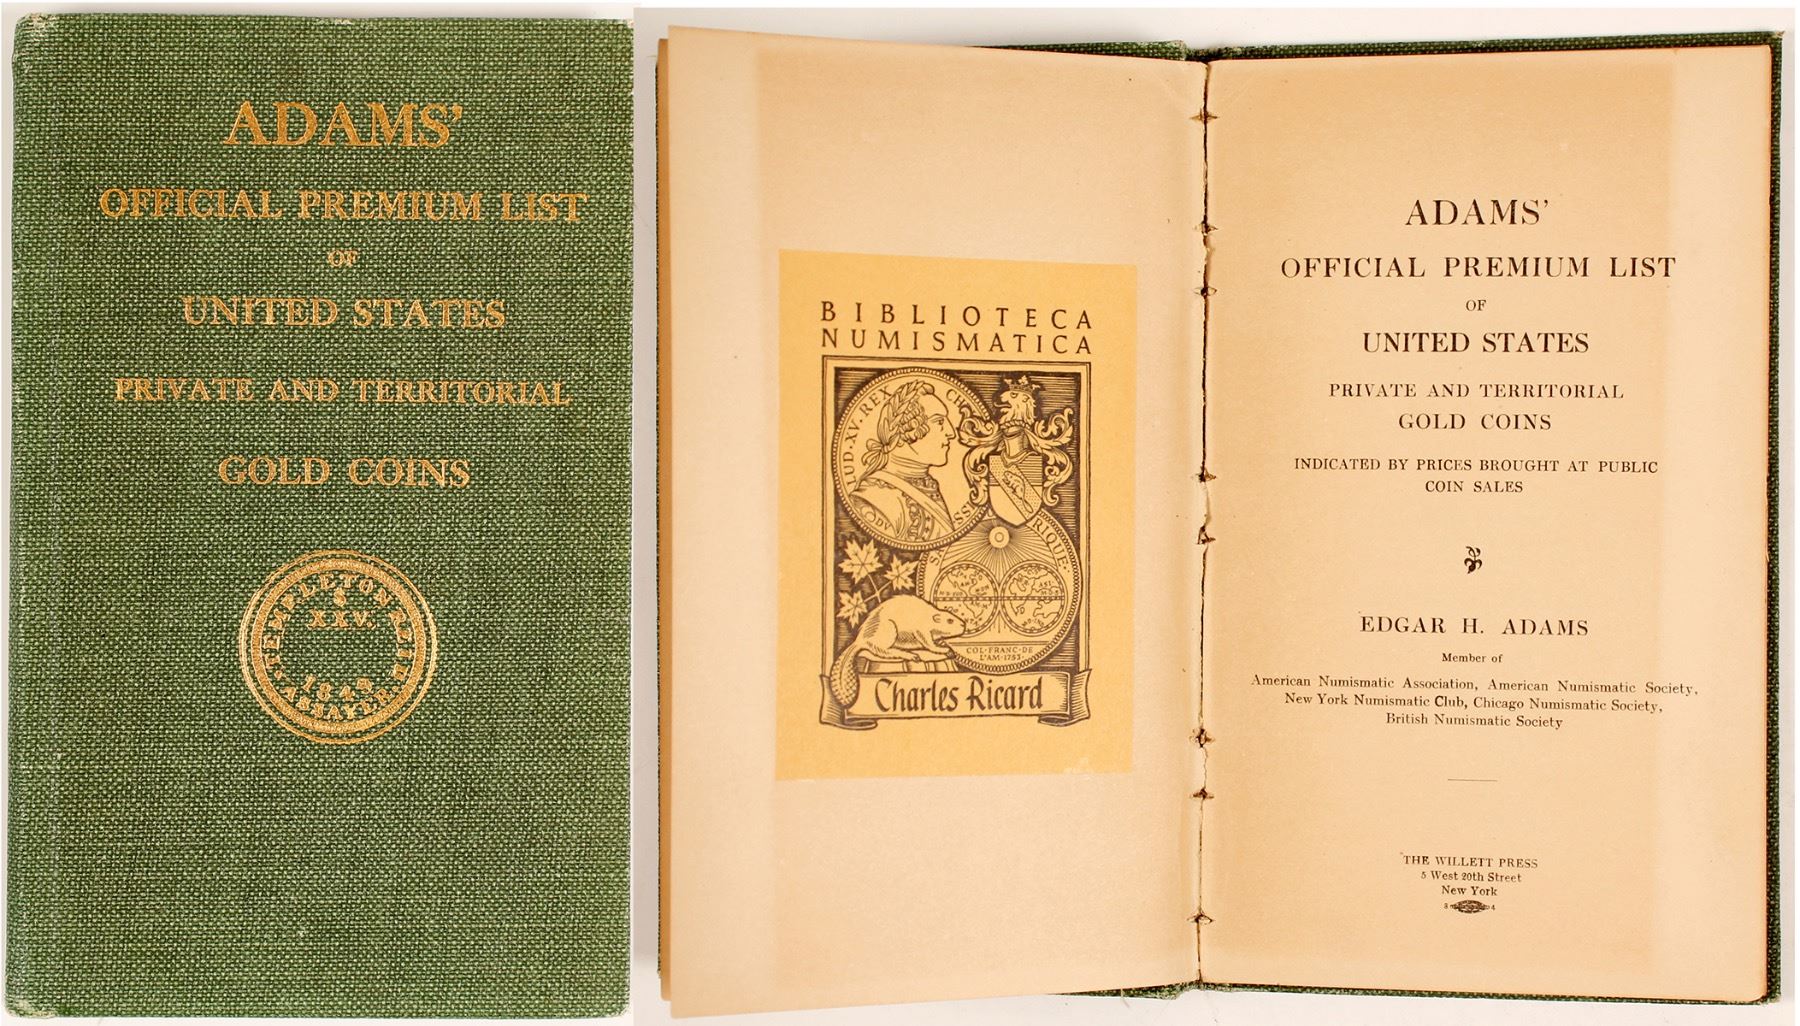 ADAMS'
OFFICIAL PREMIUM LIST
OF
UNITED STATES
PRIVATE AND TERRITORIAL
GOLD COINS
TEMPLETON REID
$
XXV.
1849
ASSAYER
BIBLIOTECA
NUMISMATICA
LUD·XV·REX
CH
SS
RIQUE·
COL·FRANC·DE
L'AM·1753·
Charles Ricard
ADAMS'
OFFICIAL PREMIUM LIST
OF
UNITED STATES
PRIVATE AND TERRITORIAL
GOLD COINS
INDICATED BY PRICES BROUGHT AT PUBLIC
COIN SALES
EDGAR H. ADAMS
Member of
American Numismatic Association, American Numismatic Society,
New York Numismatic Club, Chicago Numismatic Society,
British Numismatic Society
THE WILLETT PRESS
5 West 20th Street
New York